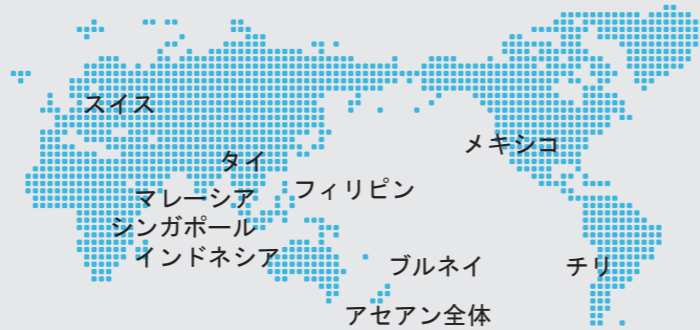 スイス
タイ
メキシコ
マレーシア
フィリピン
シンガポール
インドネシア
ブルネイ
チリ
アセアン全体